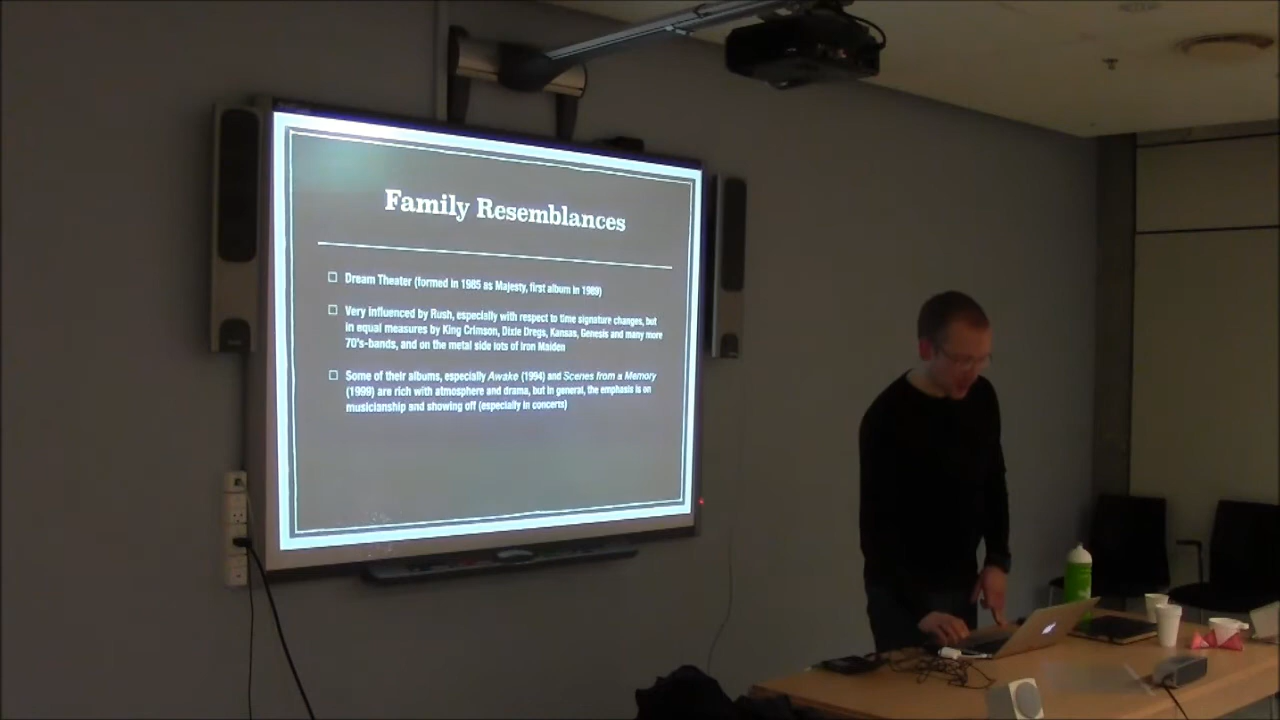 Family Resemblances
Dream Theater (formed in 1985 as Majesty, first album in 1989)
Very influenced by Rush, especially with respect to time signature changes, but
in equal measures by King Crimson, Dixie Dregs, Kansas, Genesis and many more
70's-bands, and on the metal side lots of Iron Maiden
Some of their albums, especially Awake (1994) and Scenes from a Memory
(1999) are rich with atmosphere and drama, but in general, the emphasis is on
musicianship and showing off (especially in concerts)